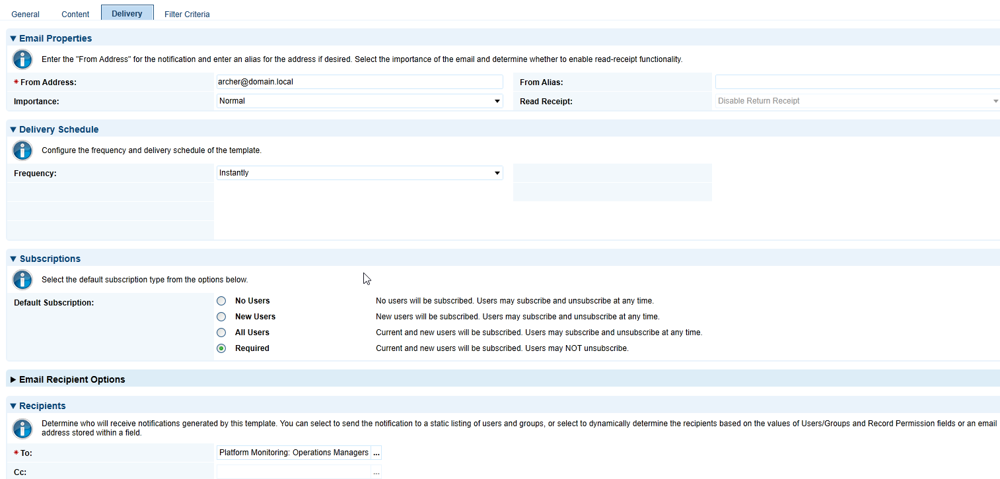 General Content Delivery Filter Criteria
Email Properties
Enter the "From Address" for the notification and enter an alias for the address if desired. Select the importance of the email and determine whether to enable read-receipt functionality.
* From Address: archer@domain.local From Alias:
Importance: Normal Read Receipt: Disable Return Receipt
Delivery Schedule
Configure the frequency and delivery schedule of the template.
Frequency: Instantly
Subscriptions
Select the default subscription type from the options below.
Default Subscription: No Users No users will be subscribed. Users may subscribe and unsubscribe at any time.
New Users New users will be subscribed. Users may subscribe and unsubscribe at any time.
All Users Current and new users will be subscribed. Users may subscribe and unsubscribe at any time.
Required Current and new users will be subscribed. Users may NOT unsubscribe.
Email Recipient Options
Recipients
Determine who will receive notifications generated by this template. You can select to send the notification to a static listing of users and groups, or select to dynamically determine the recipients based on the values of Users/Groups and Record Permission fields or an email
address stored within a field.
* To: Platform Monitoring: Operations Managers ...
Cc: ...